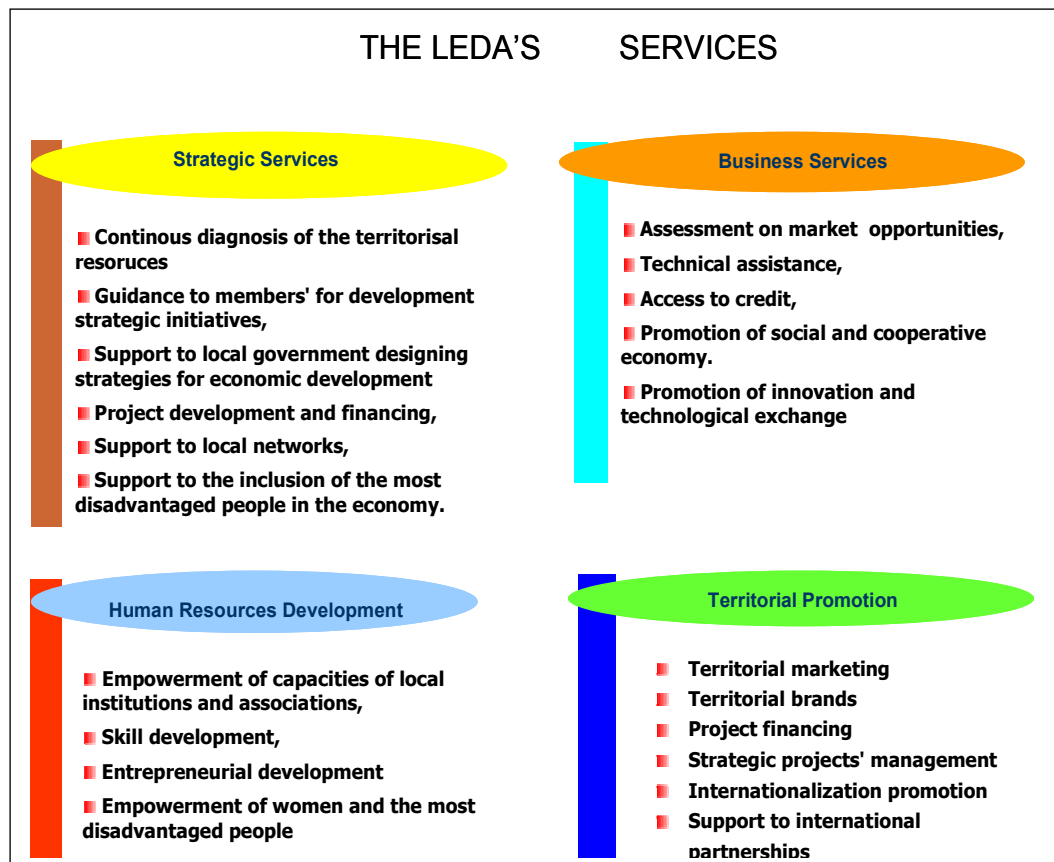 THE LEDA'S SERVICES
Strategic Services
Continous diagnosis of the territorisal
resoruces
Guidance to members' for development
strategic initiatives,
Support to local government designing
strategies for economic development
Project development and financing,
Support to local networks,
Support to the inclusion of the most
disadvantaged people in the economy.
Business Services
Assessment on market opportunities,
Technical assistance,
Access to credit,
Promotion of social and cooperative
economy.
Promotion of innovation and
technological exchange
Human Resources Development
Empowerment of capacities of local
institutions and associations,
Skill development,
Entrepreneurial development
Empowerment of women and the most
disadvantaged people
Territorial Promotion
Territorial marketing
Territorial brands
Project financing
Strategic projects' management
Internationalization promotion
Support to international
partnerships